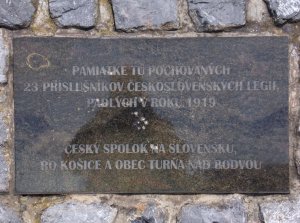 PAMIATKE TU POCHOVANÝCH
23 PRÍSLUŠNÍKOV ČESKOSLOVENSKÝCH LÉGIÍ,
PADLÝCH V ROKU 1919
ČESKÝ SPOLOK NA SLOVENSKU,
RO KOŠICE A OBEC TURŇA NAD BODVOU